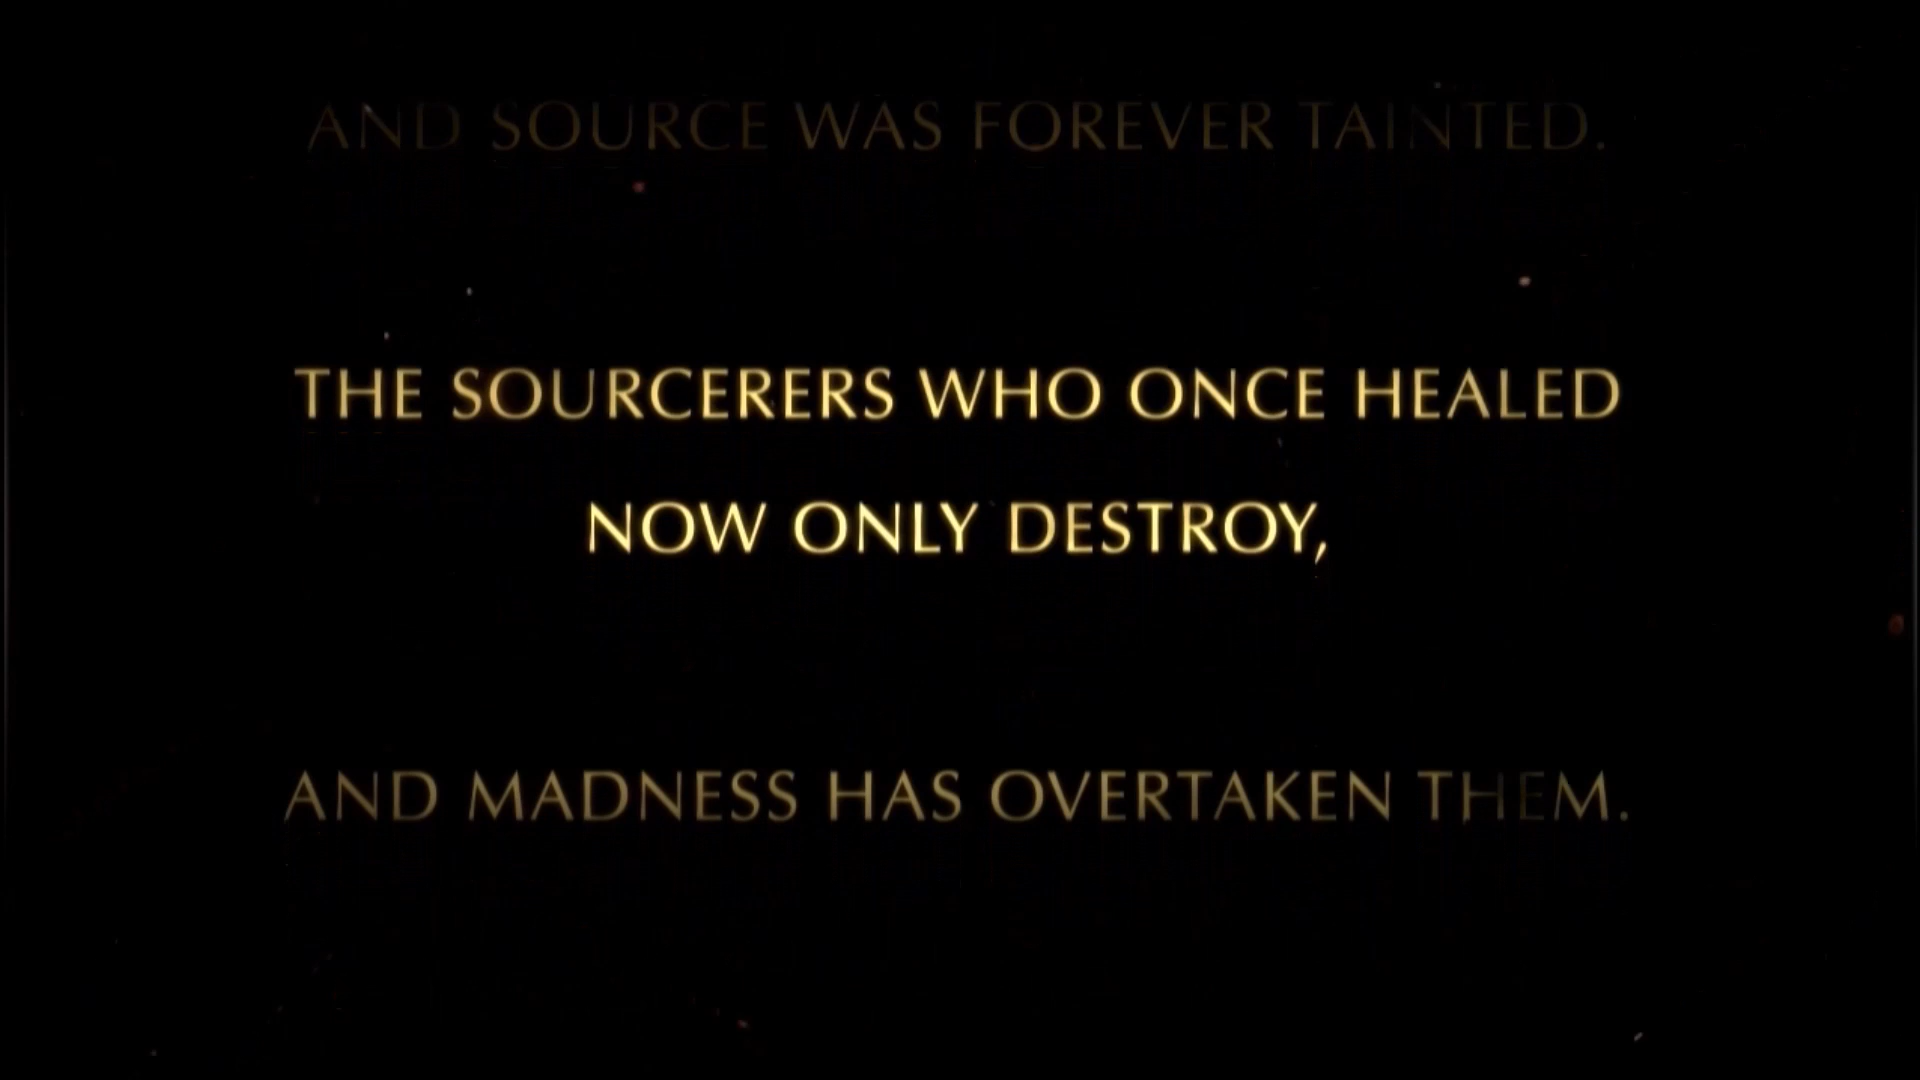 AND SOURCE WAS FOREVER TAINTED.
THE SOURCERERS WHO ONCE HEALED
NOW ONLY DESTROY,
AND MADNESS HAS OVERTAKEN THEM.